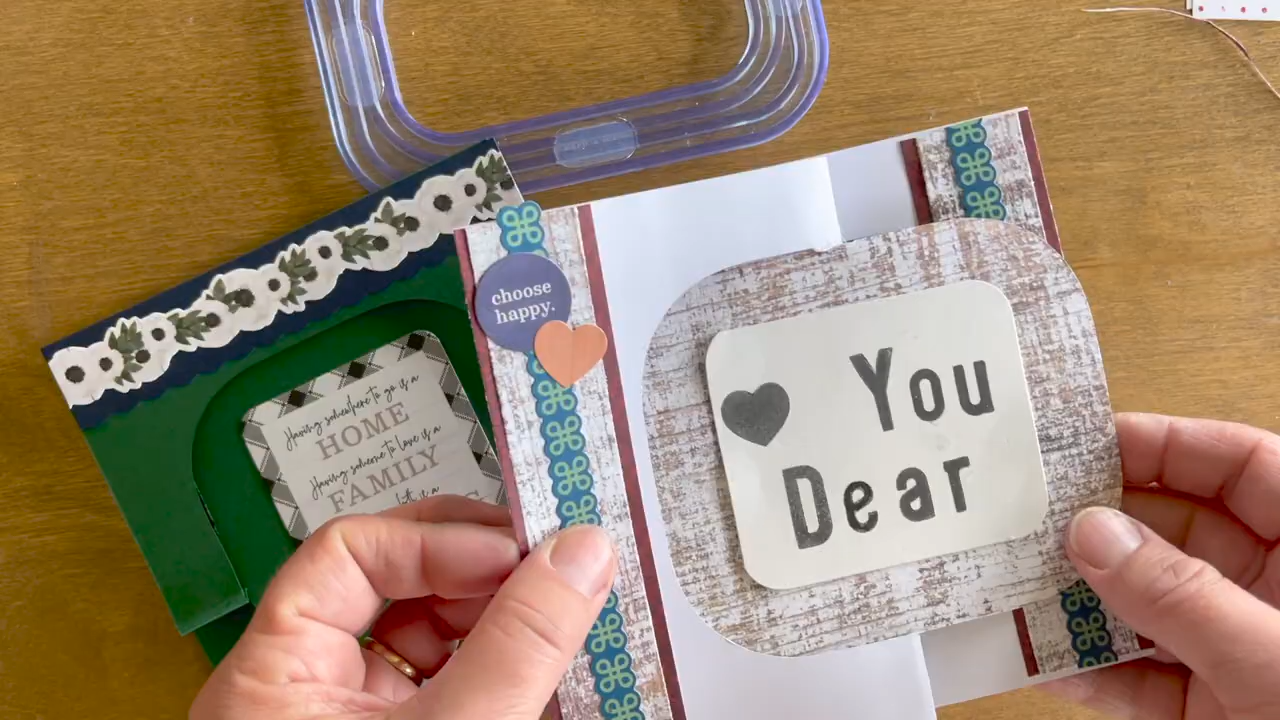 choose
happy.
You
Dear
Having somewhere to go is a
HOME
Having someone to love is a
FAMILY